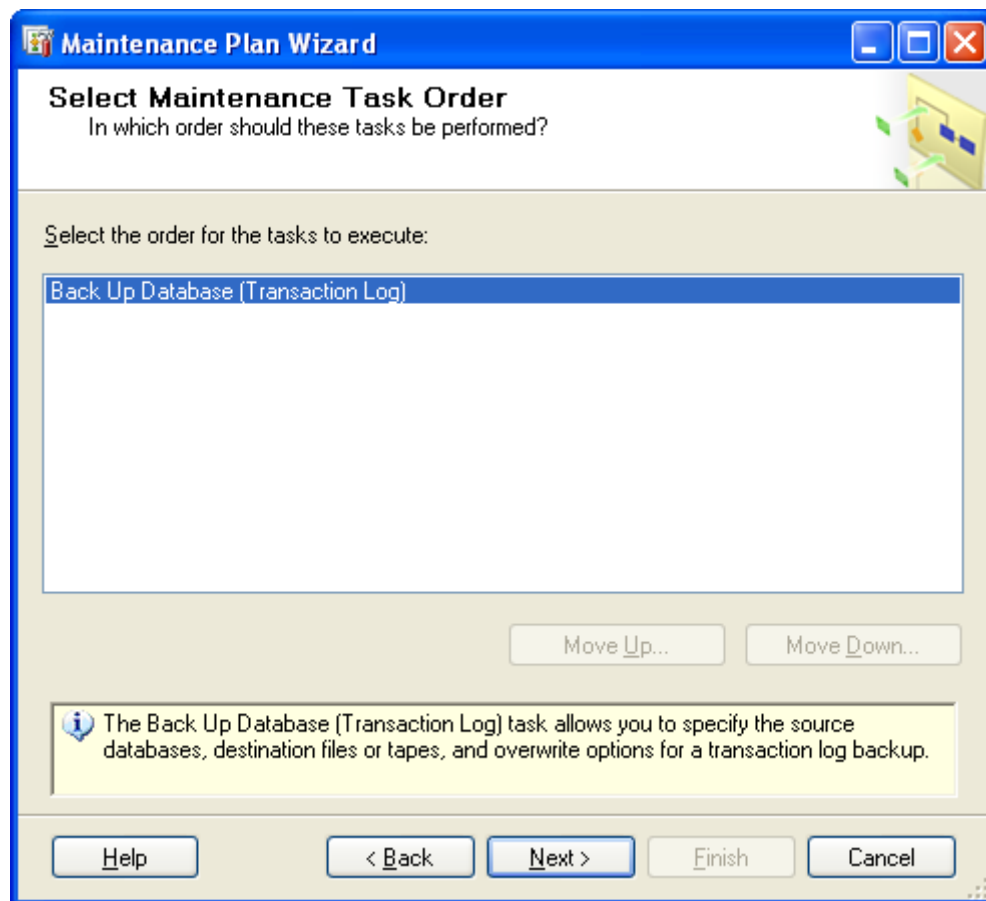 Maintenance Plan Wizard
Select Maintenance Task Order
In which order should these tasks be performed?
Select the order for the tasks to execute:
Back Up Database (Transaction Log)
Move Up...
Move Down...
The Back Up Database (Transaction Log) task allows you to specify the source
databases, destination files or tapes, and overwrite options for a transaction log backup.
Help
< Back
Next >
Finish
Cancel